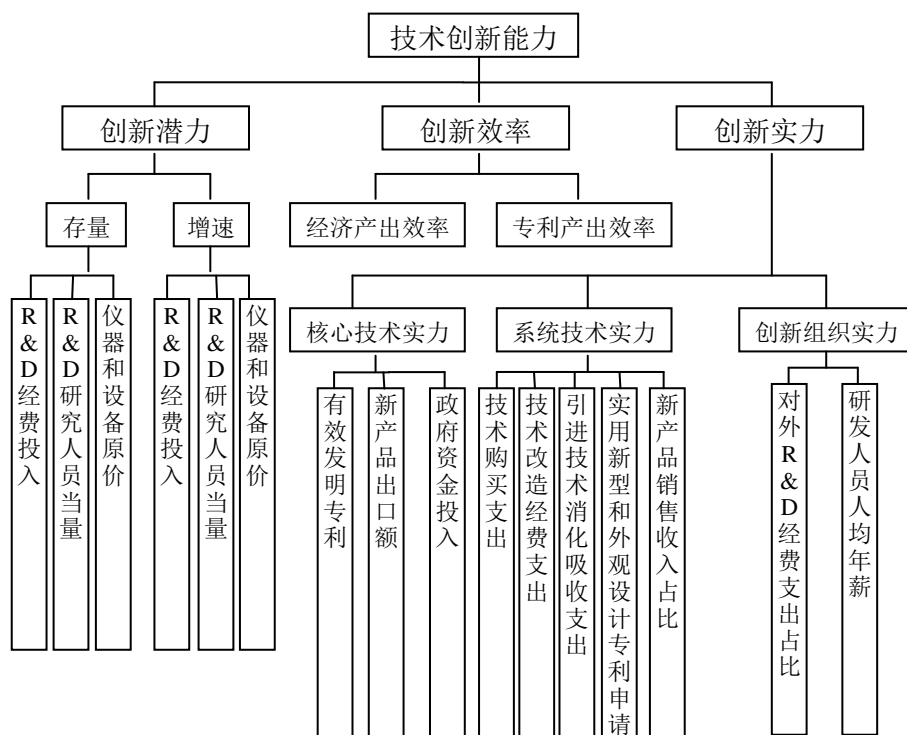 技术创新能力
创新潜力
创新效率
创新实力
存量
增速
经济产出效率
专利产出效率
R&D经费投入
R&D研究人员当量
仪器和设备原价
R&D经费投入
R&D研究人员当量
仪器和设备原价
核心技术实力
系统技术实力
创新组织实力
有效发明专利
新产品出口额
政府资金投入
技术购买支出
技术改造经费支出
引进技术消化吸收支出
实用新型和外观设计专利申请
新产品销售收入占比
对外R&D经费支出占比
研发人员人均年薪